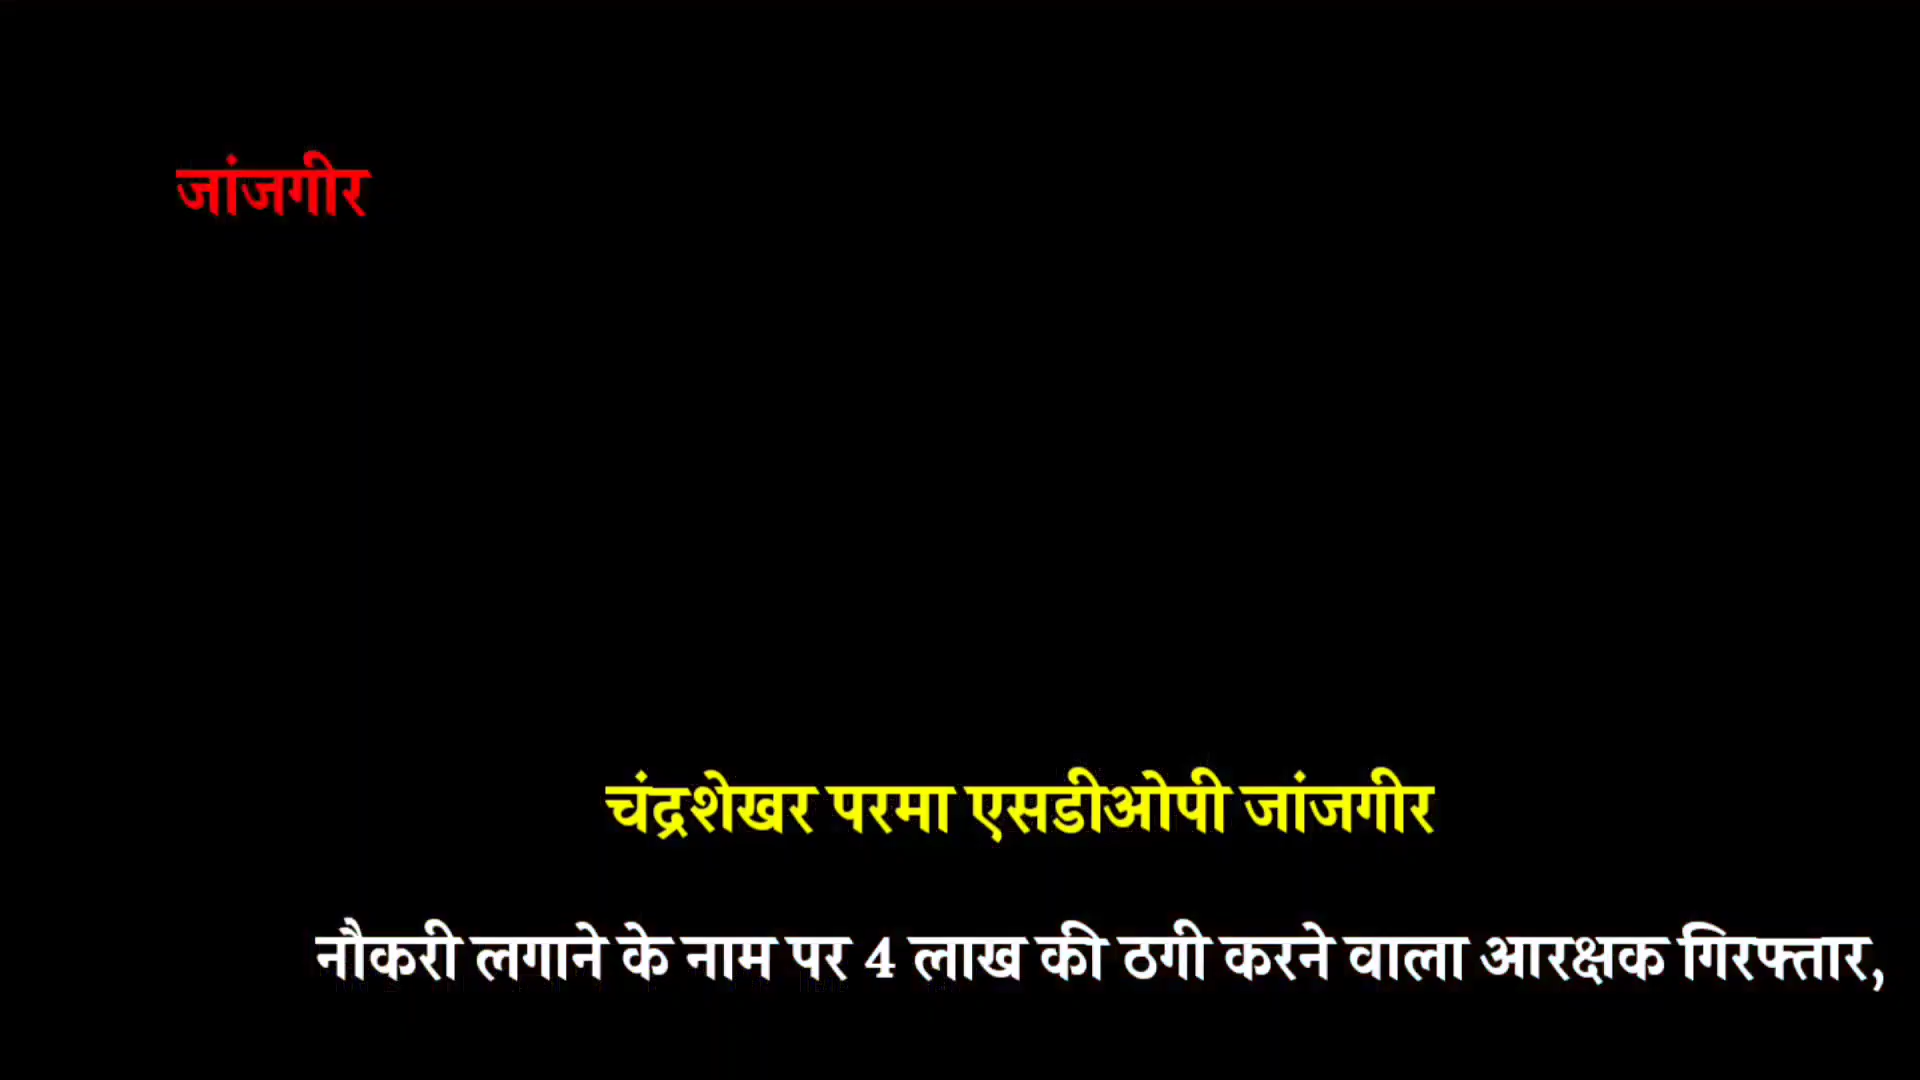 जांजगीर
चंद्रशेखर परमा एसडीओपी जांजगीर
नौकरी लगाने के नाम पर 4 लाख की ठगी करने वाला आरक्षक गिरफ्तार,